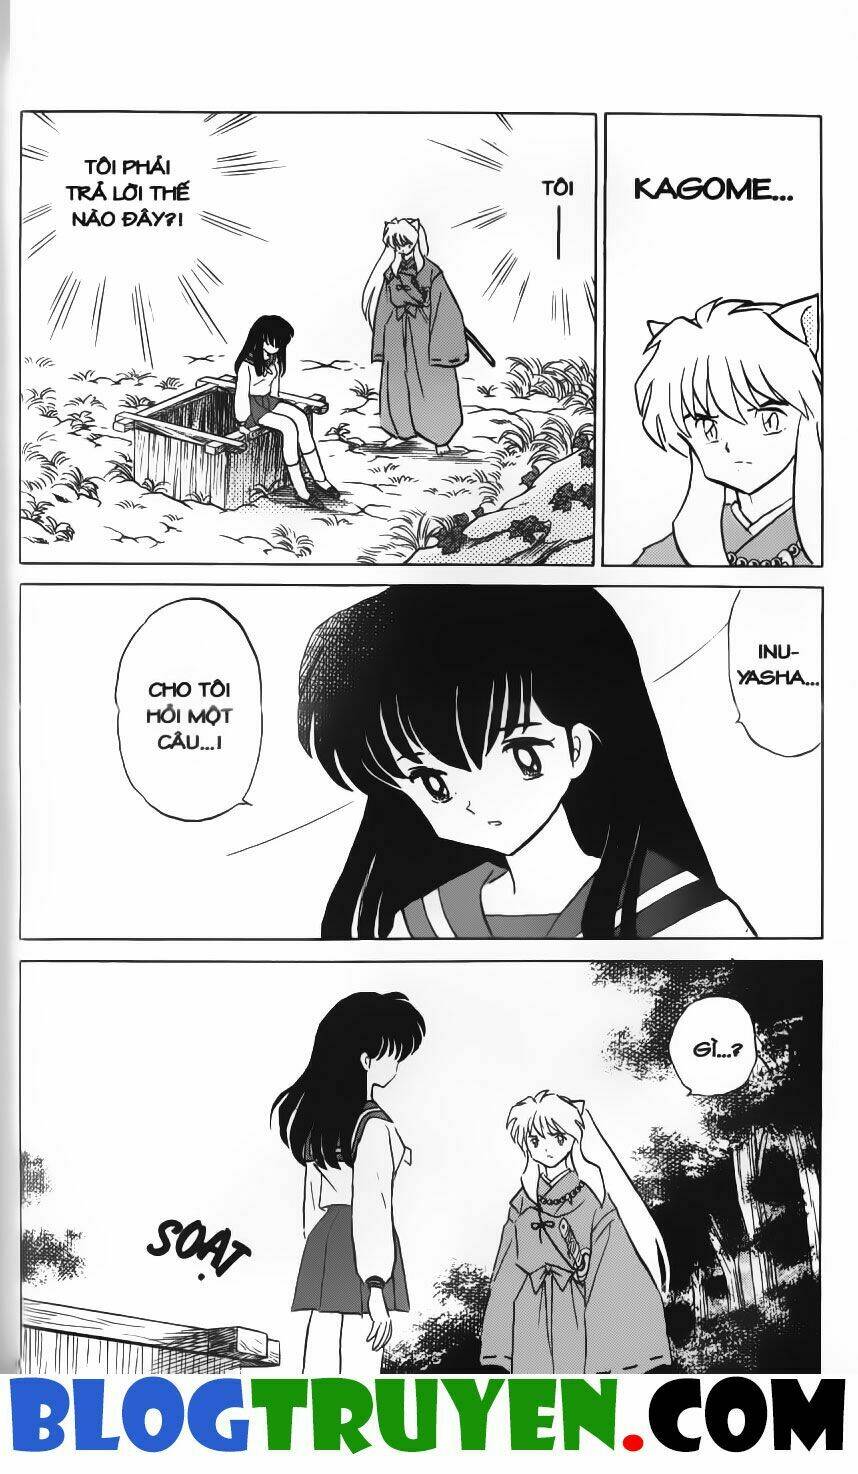 KAGOME...
TÔI
—
TÔI PHẢI
TRẢ LỜI THẾ
NÀO ĐÂY?!
INU-
YASHA...
CHO TÔI
HỎI MỘT
CÂU...!
GÌ...?
SOẠT
BLOGTRUYEN.COM